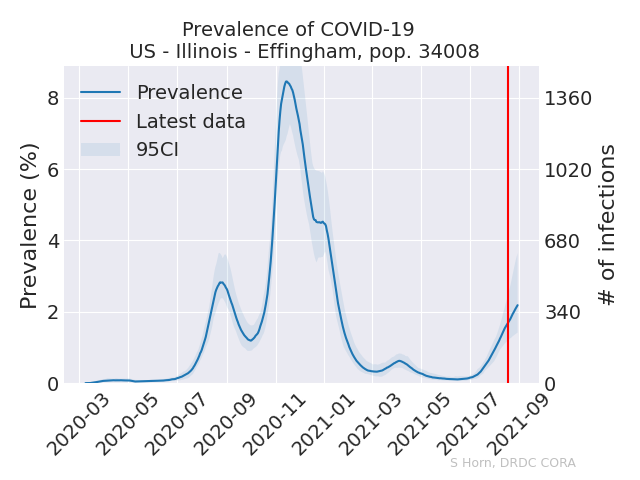 Prevalence of COVID-19
US - Illinois - Effingham, pop. 34008
Prevalence
Latest data
95CI
Prevalence (%)
8
6
4
2
0
# of infections
1360
1020
680
340
0
2020-03
2020-05
2020-07
2020-09
2020-11
2021-01
2021-03
2021-05
2021-07
2021-09
S Horn, DRDC CORA